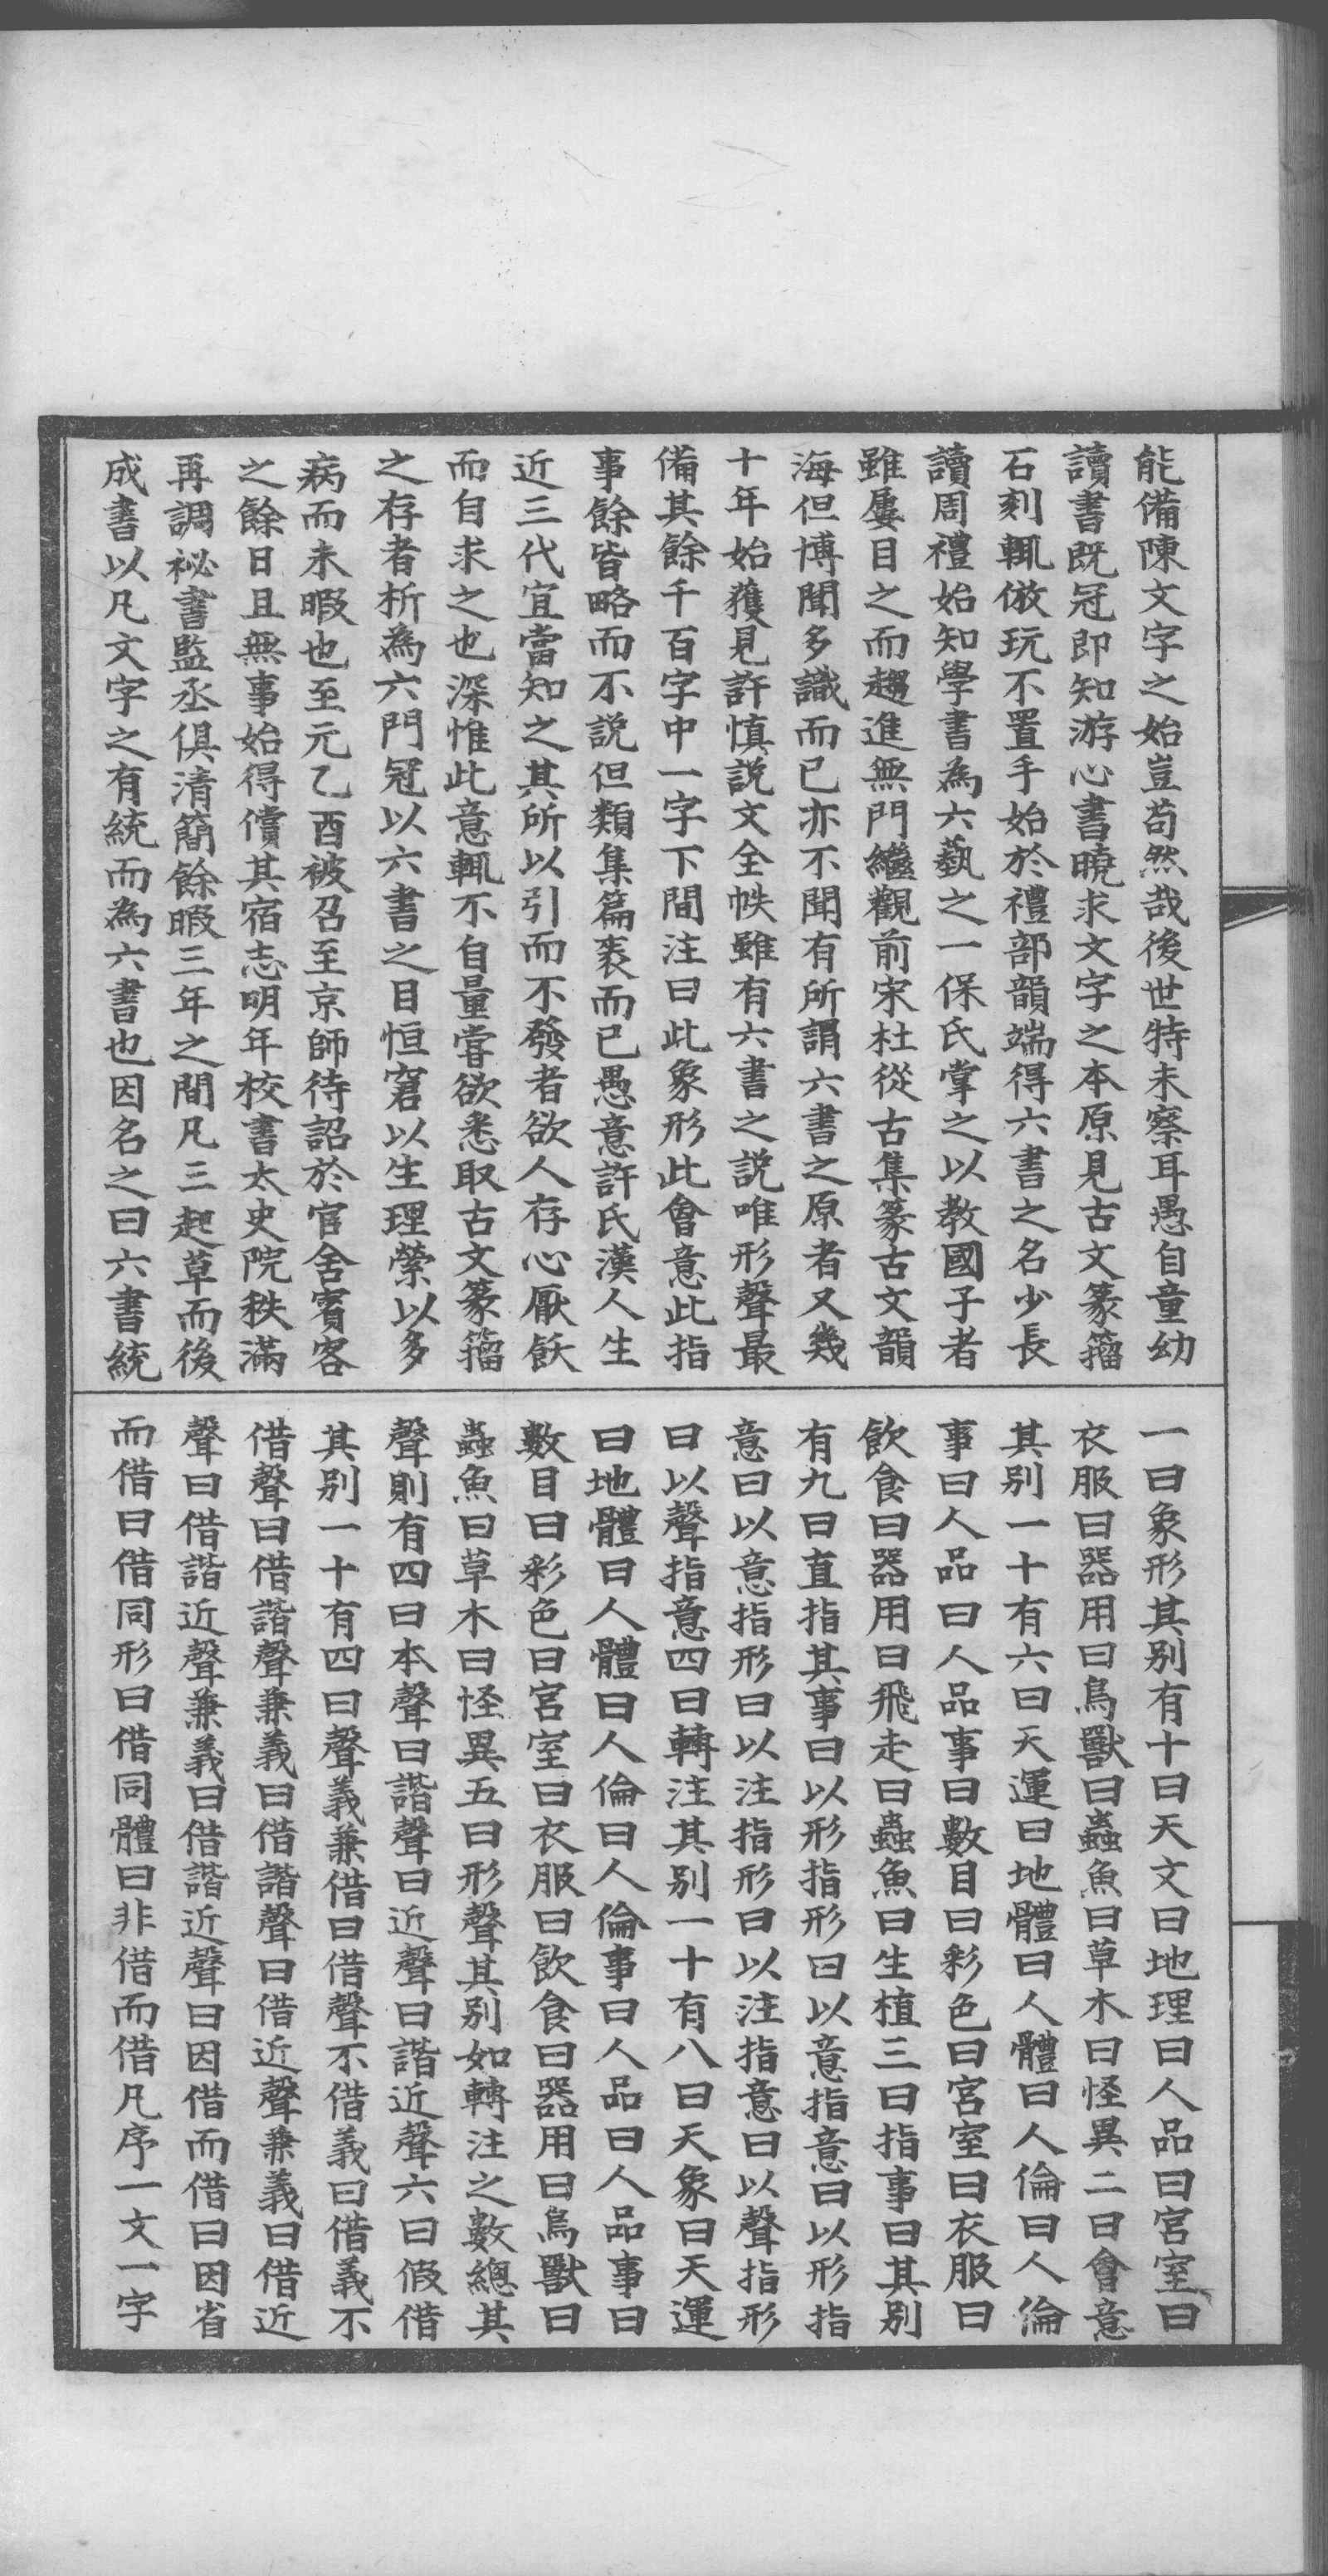 能備陳文字之始豈苟然哉後世特未察耳愚自童幼
讀書既冠即知游心書曉求文字之本原見古文篆籀
石刻輒倣玩不置手始於禮部韻端得六書之名少長
讀周禮始知學書為六藝之一保氏掌之以教國子者
雖屢目之而趨進無門繼觀前宋杜從古集篆古文韻
海但博聞多識而已亦不聞有所謂六書之原者又幾
十年始獲見許慎説文全帙雖有六書之説唯形聲最
備其餘千百字中一字下間注曰此象形此會意此指
事餘皆略而不説但類集篇袠而已愚意許氏漢人生
近三代宜當知之其所以引而不發者欲人存心厭飫
而自求之也深惟此意輒不自量嘗欲悉取古文篆籀
之存者析為六門冠以六書之目恒窘以生理縈以多
病而未暇也至元乙酉被召至京師待詔於官舍賓客
之餘日且無事始得償其宿志明年校書太史院秩滿
再調祕書監丞俱清簡餘暇三年之間凡三起草而後
成書以凡文字之有統而為六書也因名之曰六書統
一曰象形其别有十曰天文曰地理曰人品曰宮室曰
衣服曰器用曰鳥獸曰蟲魚曰草木曰怪異二曰會意
其别一十有六曰天運曰地體曰人體曰人倫曰人倫
事曰人品曰人品事曰數目曰彩色曰宮室曰衣服曰
飲食曰器用曰飛走曰蟲魚曰生植三曰指事曰其别
有九曰直指其事曰以形指形曰以意指意曰以形指
意曰以意指形曰以注指形曰以注指意曰以聲指形
曰以聲指意四曰轉注其别一十有八曰天象曰天運
曰地體曰人體曰人倫曰人倫事曰人品曰人品事曰
數目曰彩色曰宮室曰衣服曰飲食曰器用曰鳥獸曰
蟲魚曰草木曰怪異五曰形聲其别如轉注之數總其
聲則有四曰本聲曰諧聲曰近聲曰諧近聲六曰假借
其别一十有四曰聲義兼借曰借聲不借義曰借義不
借聲曰借諧聲兼義曰借諧聲曰借近聲兼義曰借近
聲曰借諧近聲兼義曰借諧近聲曰因借而借曰因省
而借曰借同形曰借同體曰非借而借凡序一文一字